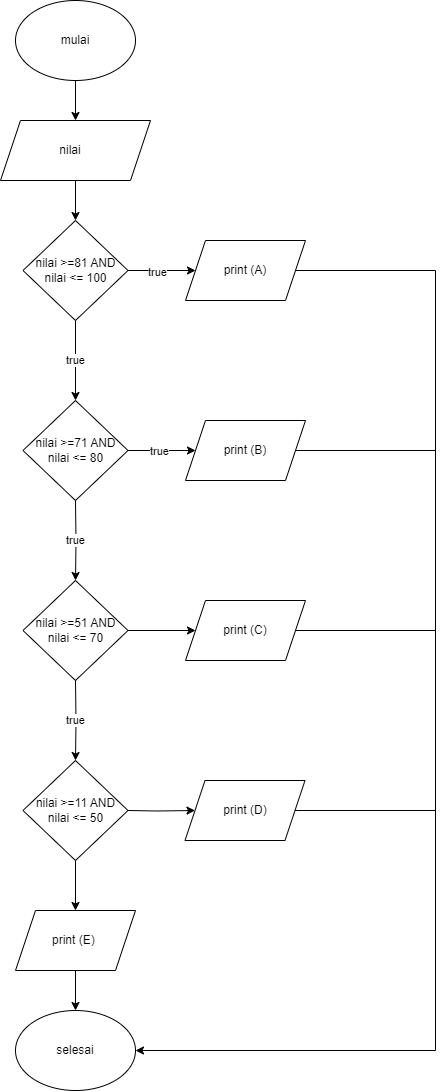 mulai
nilai
nilai >=81 AND
nilai <= 100
true
print (A)
true
nilai >=71 AND
nilai <= 80
true
print (B)
true
nilai >=51 AND
nilai <= 70
print (C)
true
nilai >=11 AND
nilai <= 50
print (D)
print (E)
selesai